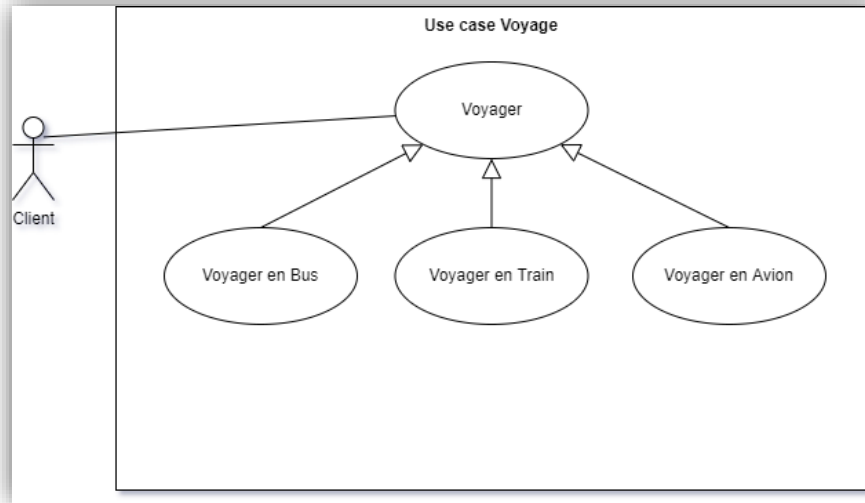 Use case Voyage
Voyager
Client
Voyager en Bus
Voyager en Train
Voyager en Avion